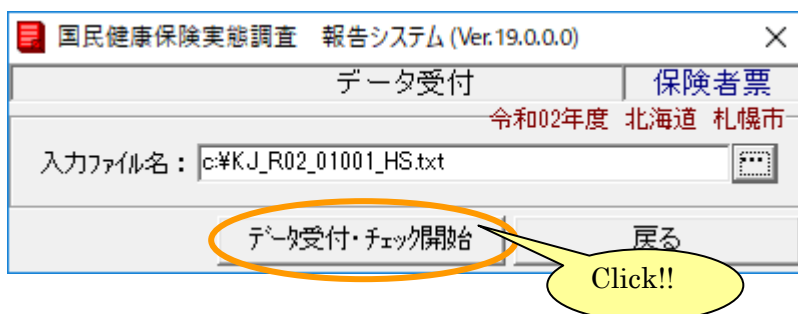 国民健康保険実態調査　報告システム (Ver.19.0.0.0)
データ受付　保険者票
令和02年度 北海道 札幌市
入力ﾌｧｲﾙ名： c:¥KJ_R02_01001_HS.txt
ﾃﾞｰﾀ受付・ﾁｪｯｸ開始　戻る
Click!!